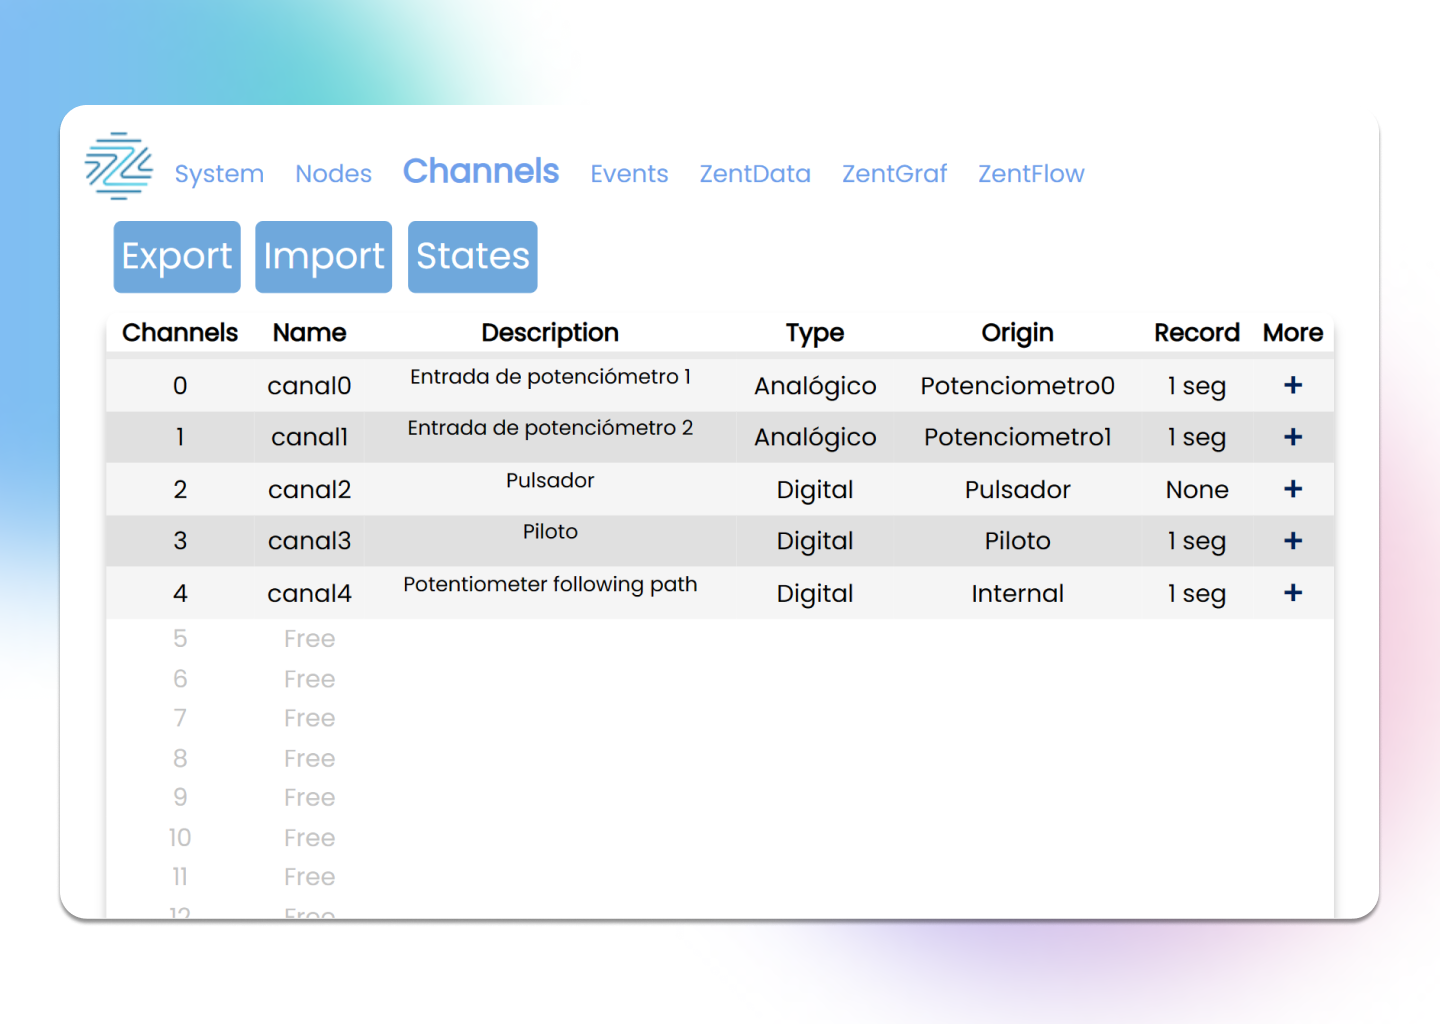 System Nodes Channels Events ZentData ZentGraf ZentFlow
Export Import States
Channels Name Description Type Origin Record More
0 canal0 Entrada de potenciómetro 1 Analógico Potenciometro0 1 seg +
1 canal1 Entrada de potenciómetro 2 Analógico Potenciometro1 1 seg +
2 canal2 Pulsador Digital Pulsador None +
3 canal3 Piloto Digital Piloto 1 seg +
4 canal4 Potentiometer following path Digital Internal 1 seg +
5 Free
6 Free
7 Free
8 Free
9 Free
10 Free
11 Free
12 Free